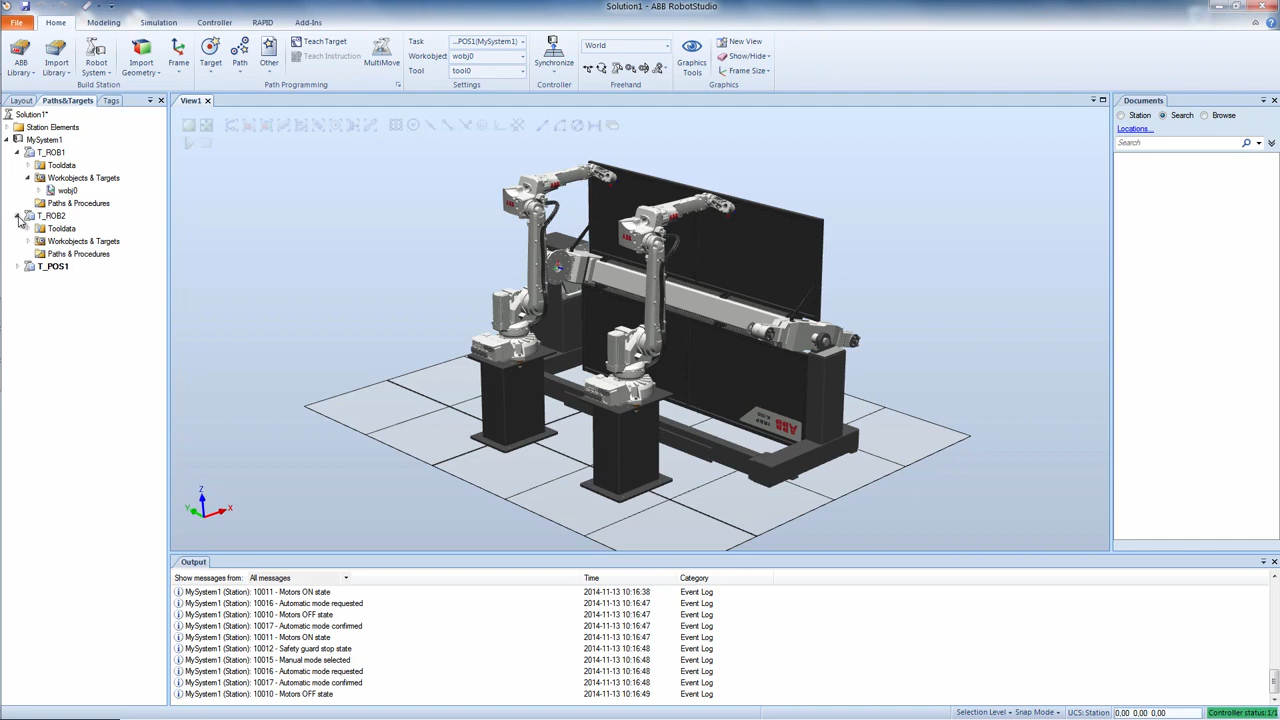 Solution1 - ABB RobotStudio
File Home Modeling Simulation Controller RAPID Add-Ins
ABB Library
Import Library
Robot System
Import Geometry
Frame
Build Station
Target
Path
Other
Teach Target
Teach Instruction
MultiMove
Path Programming
Task ...POS1(MySystem1)
Workobject wobj0
Tool tool0
Settings
Synchronize
Controller
World
Freehand
Graphics Tools
New View
Show/Hide
Frame Size
Graphics
Layout Paths&Targets Tags
Solution1*
Station Elements
MySystem1
T_ROB1
Tooldata
Workobjects & Targets
wobj0
Paths & Procedures
T_ROB2
Tooldata
Workobjects & Targets
Paths & Procedures
T_POS1
View1
ABB
ABB
ABB
Z
Y
X
Documents
Station Search Browse
Locations...
Search
Output
Show messages from: All messages Time Category
MySystem1 (Station): 10011 - Motors ON state 2014-11-13 10:16:38 Event Log
MySystem1 (Station): 10016 - Automatic mode requested 2014-11-13 10:16:47 Event Log
MySystem1 (Station): 10010 - Motors OFF state 2014-11-13 10:16:47 Event Log
MySystem1 (Station): 10017 - Automatic mode confirmed 2014-11-13 10:16:47 Event Log
MySystem1 (Station): 10011 - Motors ON state 2014-11-13 10:16:47 Event Log
MySystem1 (Station): 10012 - Safety guard stop state 2014-11-13 10:16:48 Event Log
MySystem1 (Station): 10015 - Manual mode selected 2014-11-13 10:16:48 Event Log
MySystem1 (Station): 10016 - Automatic mode requested 2014-11-13 10:16:48 Event Log
MySystem1 (Station): 10017 - Automatic mode confirmed 2014-11-13 10:16:48 Event Log
MySystem1 (Station): 10010 - Motors OFF state 2014-11-13 10:16:49 Event Log
Selection Level Snap Mode UCS: Station 0.00 0.00 0.00 Controller status: 1/1